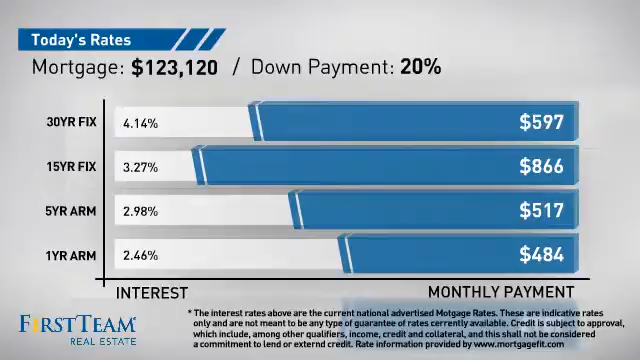 Today's Rates
Mortgage: $123,120 / Down Payment: 20%
30YR FIX 4.14% $597
15YR FIX 3.27% $866
5YR ARM 2.98% $517
1YR ARM 2.46% $484
INTEREST MONTHLY PAYMENT
* The interest rates above are the current national advertised Motgage Rates. These are indicative rates
only and are not meant to be any type of guarantee of rates cerrently available. Credit is subject to approval,
which include, among other qualifiers, income, credit and collateral, and this shall not be considered
a commitment to lend or externd credit. Rate information provided by www.mortgagefit.com
FIRSTTEAM®
REAL ESTATE